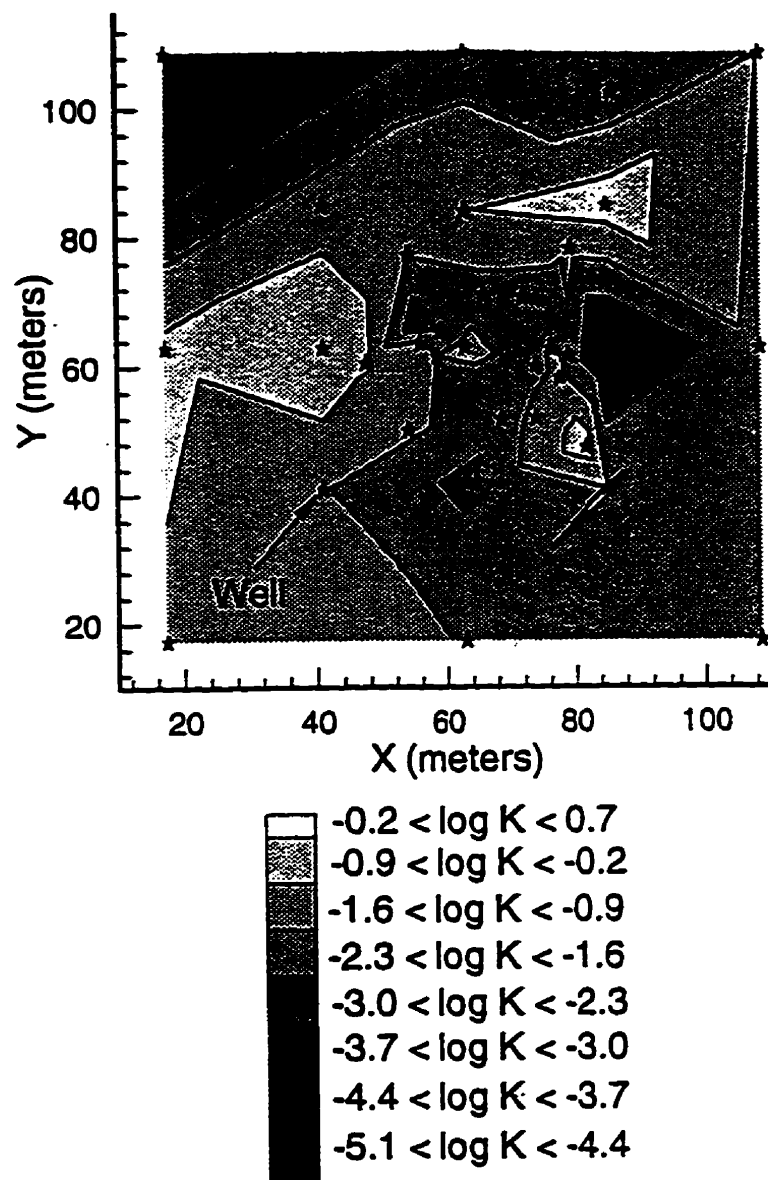 100
80
60
40
20
Y (meters)
Well
20 40 60 80 100
X (meters)
-0.2 < log K < 0.7
-0.9 < log K < -0.2
-1.6 < log K < -0.9
-2.3 < log K < -1.6
-3.0 < log K < -2.3
-3.7 < log K < -3.0
-4.4 < log K < -3.7
-5.1 < log K < -4.4